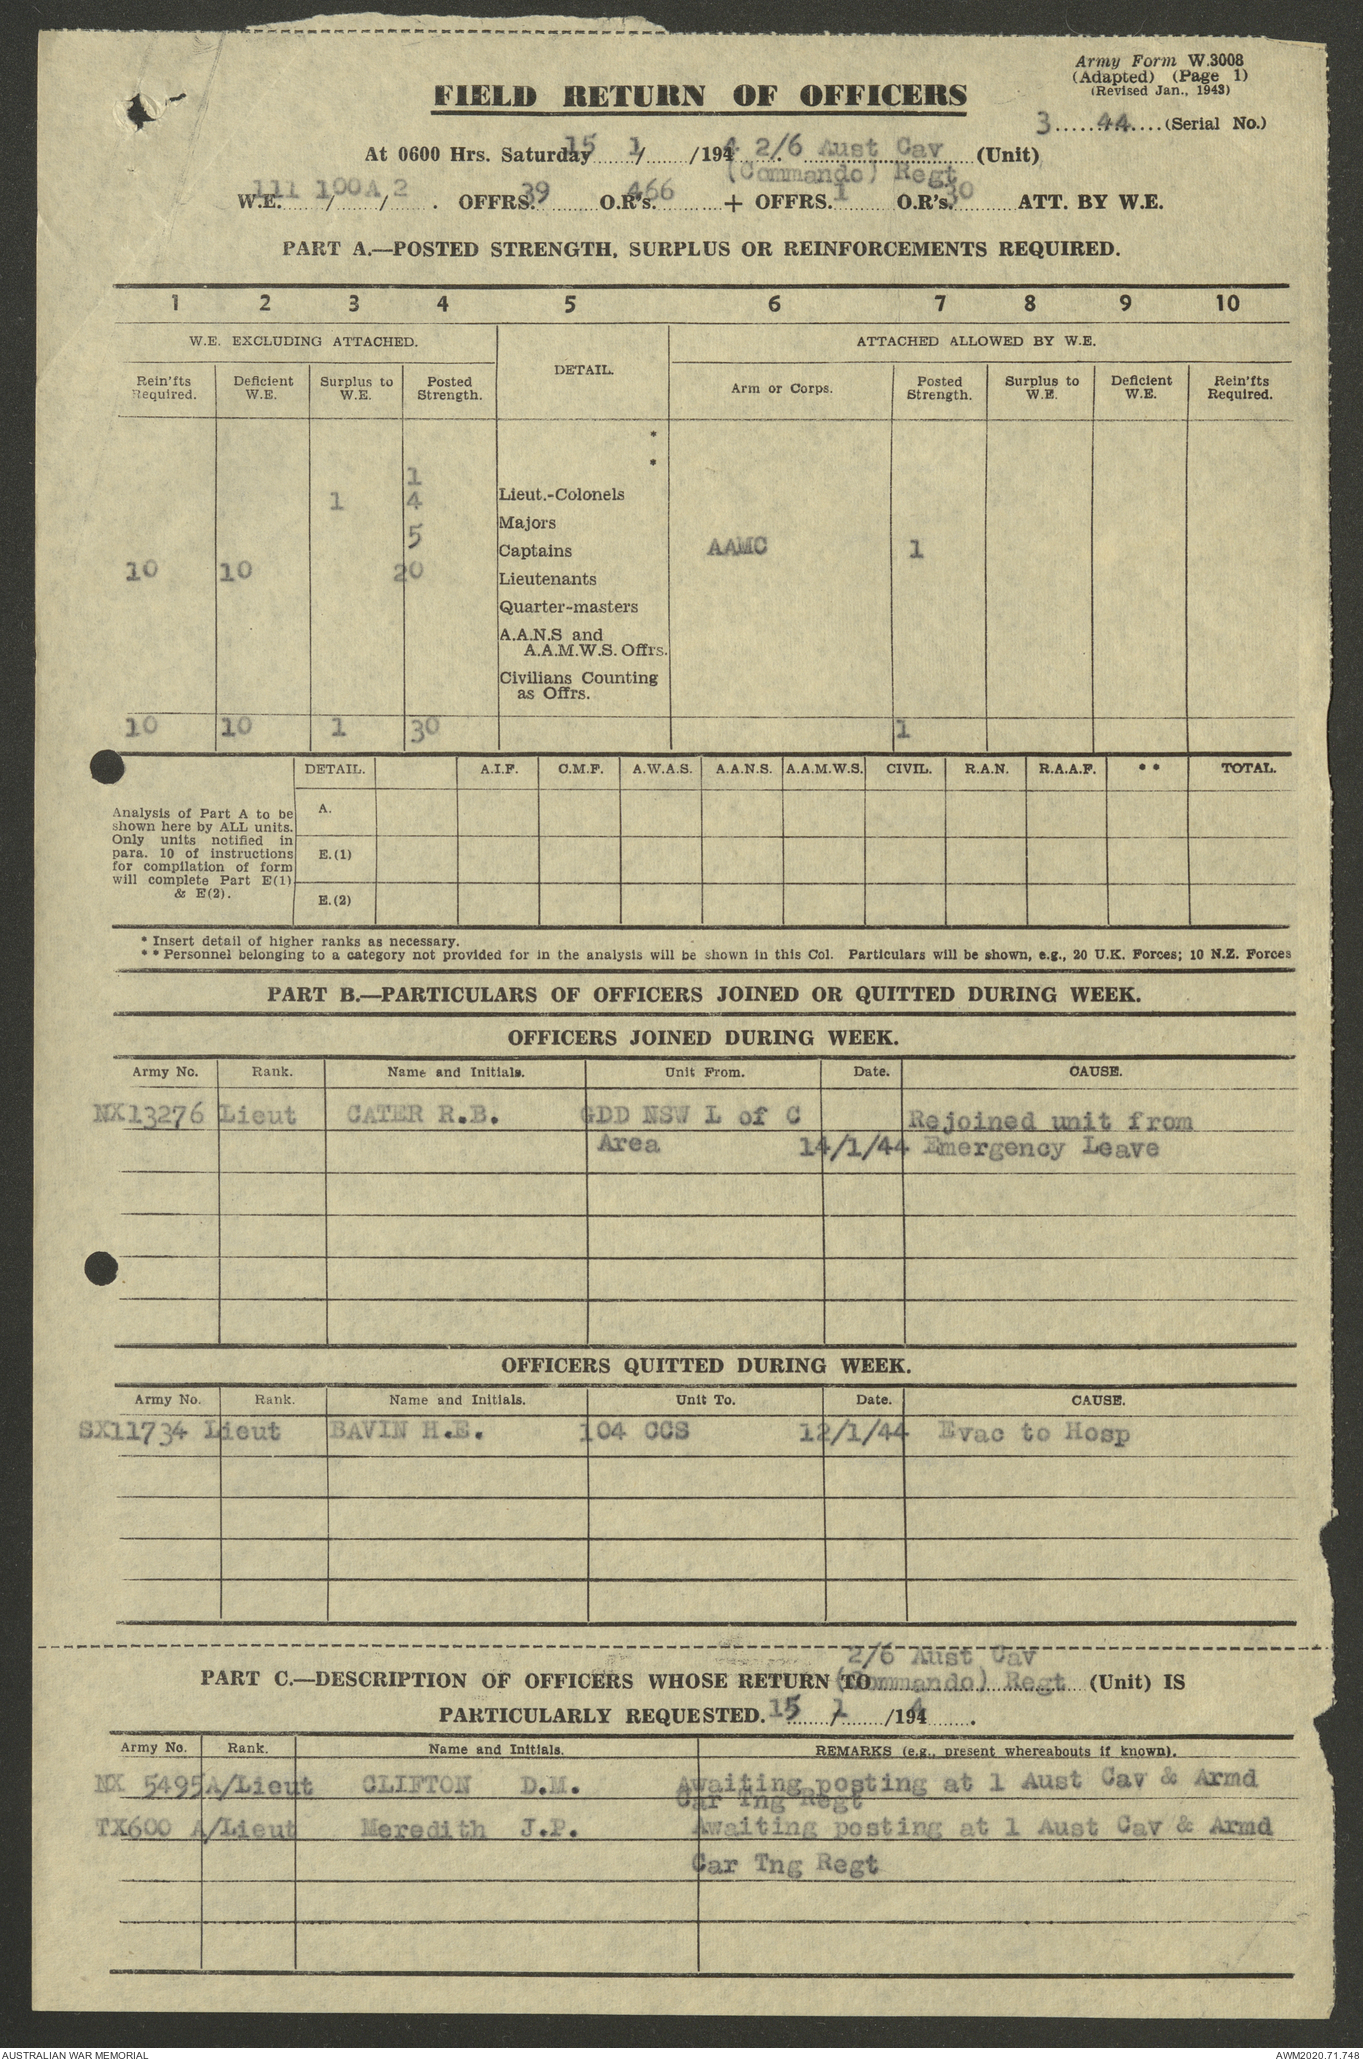 Army Form W.3008
(Adapted) (Page 1)
(Revised Jan., 1943)
FIELD RETURN OF OFFICERS
3.....44....(Serial No.)
At 0600 Hrs. Saturday 15/1/1944 2/6 Aust Cav (Unit)
(Commando) Regt
W.E. 111/100A/2. OFFRS. 39 O.R's. 466 + OFFRS. 1 O.R's. 30 ATT. BY W.E.
PART A.—POSTED STRENGTH, SURPLUS OR REINFORCEMENTS REQUIRED.
1 2 3 4 5 6 7 8 9 10
W.E. EXCLUDING ATTACHED. DETAIL. ATTACHED ALLOWED BY W.E.
Rein'fts Required. Deficient W.E. Surplus to W.E. Posted Strength. Arm or Corps. Posted Strength. Surplus to W.E. Deficient W.E. Rein'fts Required.
*
*
1 Lieut.-Colonels
1 4 Majors
5 Captains AAMC 1
10 10 20 Lieutenants
Quarter-masters
A.A.N.S and
A.A.M.W.S. Offrs.
Civilians Counting
as Offrs.
10 10 1 30 1
DETAIL. A.I.F. C.M.F. A.W.A.S. A.A.N.S. A.A.M.W.S. CIVIL. R.A.N. R.A.A.F. * * TOTAL.
Analysis of Part A to be
shown here by ALL units.
Only units notified in
para. 10 of instructions
for compilation of form
will complete Part E(1)
& E(2).
A.
E.(1)
E.(2)
* Insert detail of higher ranks as necessary.
* * Personnel belonging to a category not provided for in the analysis will be shown in this Col. Particulars will be shown, e.g., 20 U.K. Forces; 10 N.Z. Forces
PART B.—PARTICULARS OF OFFICERS JOINED OR QUITTED DURING WEEK.
OFFICERS JOINED DURING WEEK.
Army No. Rank. Name and Initials. Unit From. Date. CAUSE.
NX13276 Lieut CATER R.B. GDD NSW L of C Rejoined unit from
Area 14/1/44 Emergency Leave
OFFICERS QUITTED DURING WEEK.
Army No. Rank. Name and Initials. Unit To. Date. CAUSE.
SX11734 Lieut BAVIN H.E. 104 CCS 12/1/44 Evac to Hosp
2/6 Aust Cav
PART C.—DESCRIPTION OF OFFICERS WHOSE RETURN TO (Commando) Regt (Unit) IS
PARTICULARLY REQUESTED. 15/1/1944.
Army No. Rank. Name and Initials. REMARKS (e.g., present whereabouts if known).
NX 5495 A/Lieut CLIFTON D.M. Awaiting posting at 1 Aust Cav & Armd
Car Tng Regt
TX600 A/Lieut Meredith J.P. Awaiting posting at 1 Aust Cav & Armd
Car Tng Regt
AUSTRALIAN WAR MEMORIAL AWM2020.71.748